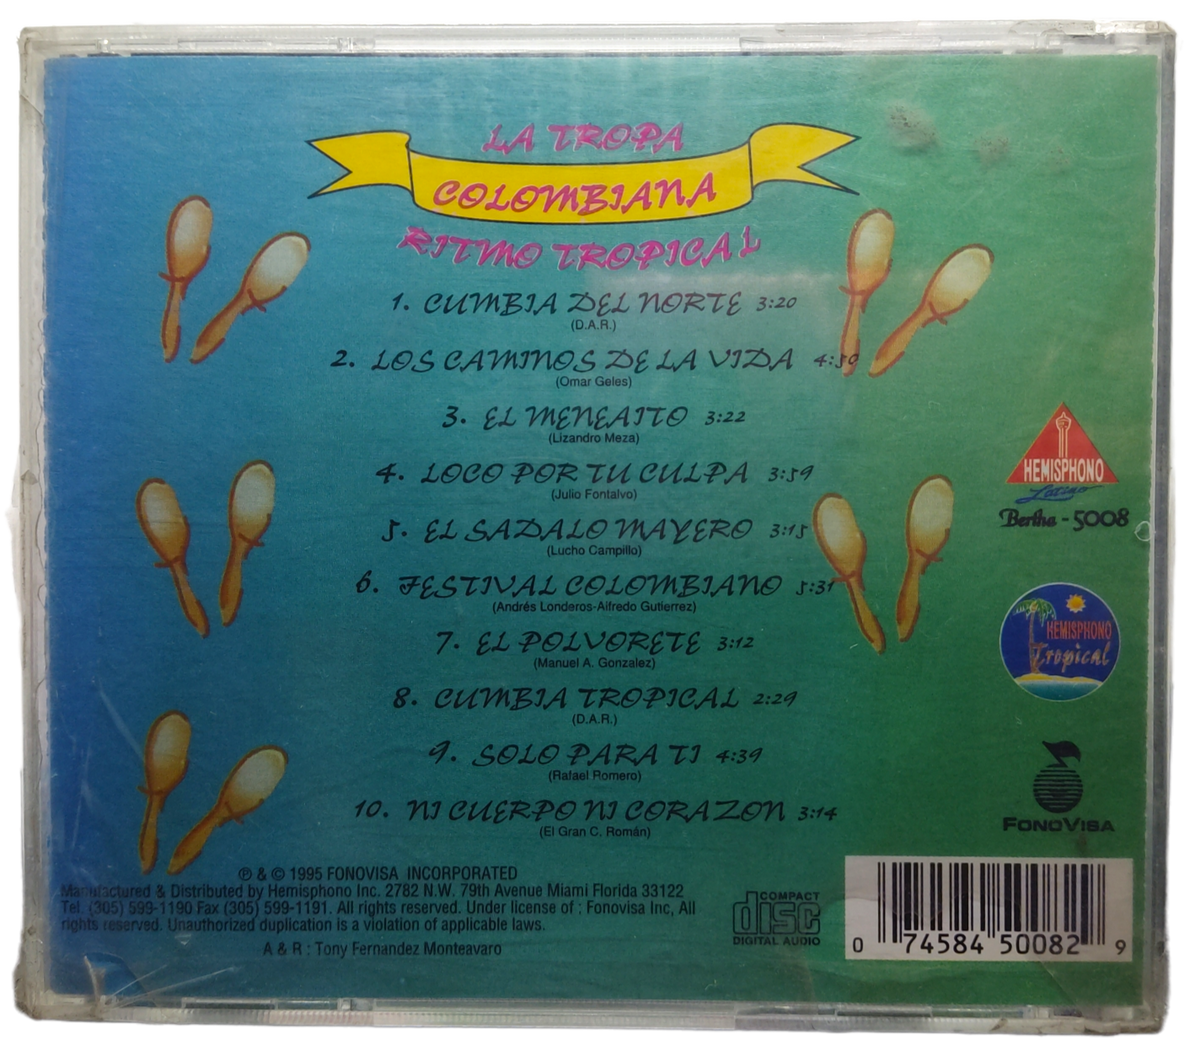 LA TROPA
COLOMBIANA
RITMO TROPICAL
1. CUMBIA DEL NORTE 3:20
(D.A.R.)
2. LOS CAMINOS DE LA VIDA 4:50
(Omar Geles)
3. EL MENEAITO 3:22
(Lizandro Meza)
4. LOCO POR TU CULPA 3:59
(Julio Fontalvo)
5. EL SADALO MAYERO 3:15
(Lucho Campillo)
6. FESTIVAL COLOMBIANO 5:31
(Andrés Londeros-Alfredo Gutierrez)
7. EL POLVORETE 3:12
(Manuel A. Gonzalez)
8. CUMBIA TROPICAL 2:29
(D.A.R.)
9. SOLO PARA TI 4:39
(Rafael Romero)
10. NI CUERPO NI CORAZON 3:14
(El Gran C. Román)
HEMISPHONO
Latino
Bertha - 5008
HEMISPHONO
Tropical
FONOVISA
℗ & © 1995 FONOVISA INCORPORATED
Manufactured & Distributed by Hemisphono Inc. 2782 N.W. 79th Avenue Miami Florida 33122
Tel. (305) 599-1190 Fax (305) 599-1191. All rights reserved. Under license of : Fonovisa Inc, All
rights reserved. Unauthorized duplication is a violation of applicable laws.
A & R : Tony Fernandez Monteavaro
COMPACT
disc
DIGITAL AUDIO
0 74584 50082 9